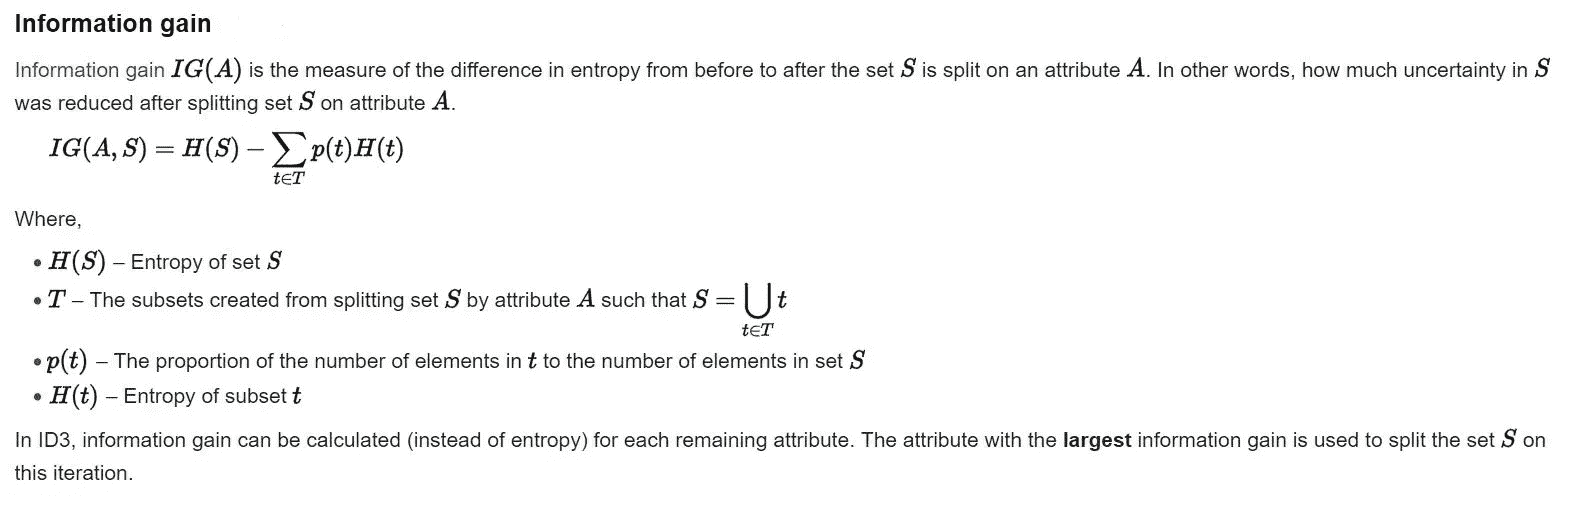 Information gain
Information gain IG(A) is the measure of the difference in entropy from before to after the set S is split on an attribute A. In other words, how much uncertainty in S
was reduced after splitting set S on attribute A.
IG(A, S) = H(S) − ∑ p(t)H(t)
t∈T
Where,
• H(S) – Entropy of set S
• T – The subsets created from splitting set S by attribute A such that S = ⋃ t
t∈T
• p(t) – The proportion of the number of elements in t to the number of elements in set S
• H(t) – Entropy of subset t
In ID3, information gain can be calculated (instead of entropy) for each remaining attribute. The attribute with the largest information gain is used to split the set S on
this iteration.